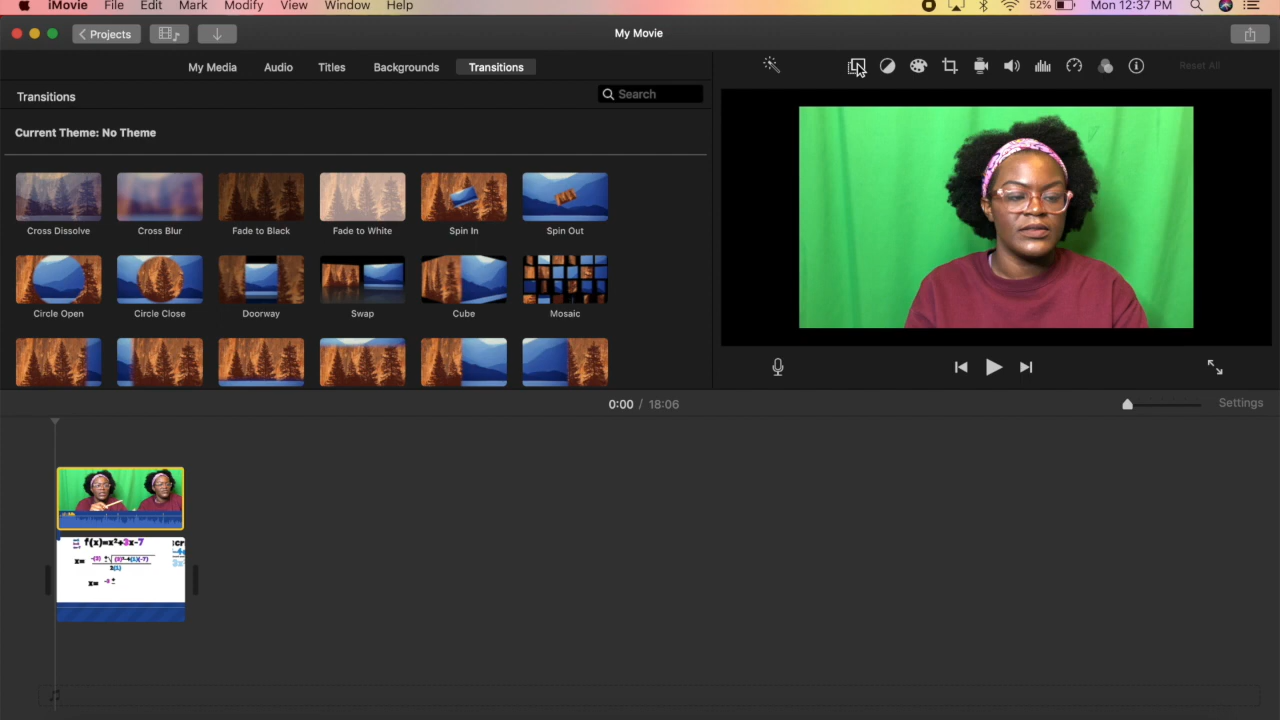 iMovie File Edit Mark Modify View Window Help 52% Mon 12:37 PM
Projects My Movie
My Media Audio Titles Backgrounds Transitions Reset All
Transitions Search
Current Theme: No Theme
Cross Dissolve Cross Blur Fade to Black Fade to White Spin In Spin Out
Circle Open Circle Close Doorway Swap Cube Mosaic
0:00 / 18:06 Settings
f(x)=x²+3x-7